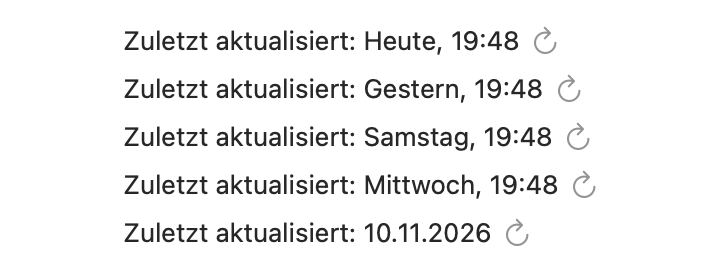 Zuletzt aktualisiert: Heute, 19:48
Zuletzt aktualisiert: Gestern, 19:48
Zuletzt aktualisiert: Samstag, 19:48
Zuletzt aktualisiert: Mittwoch, 19:48
Zuletzt aktualisiert: 10.11.2026